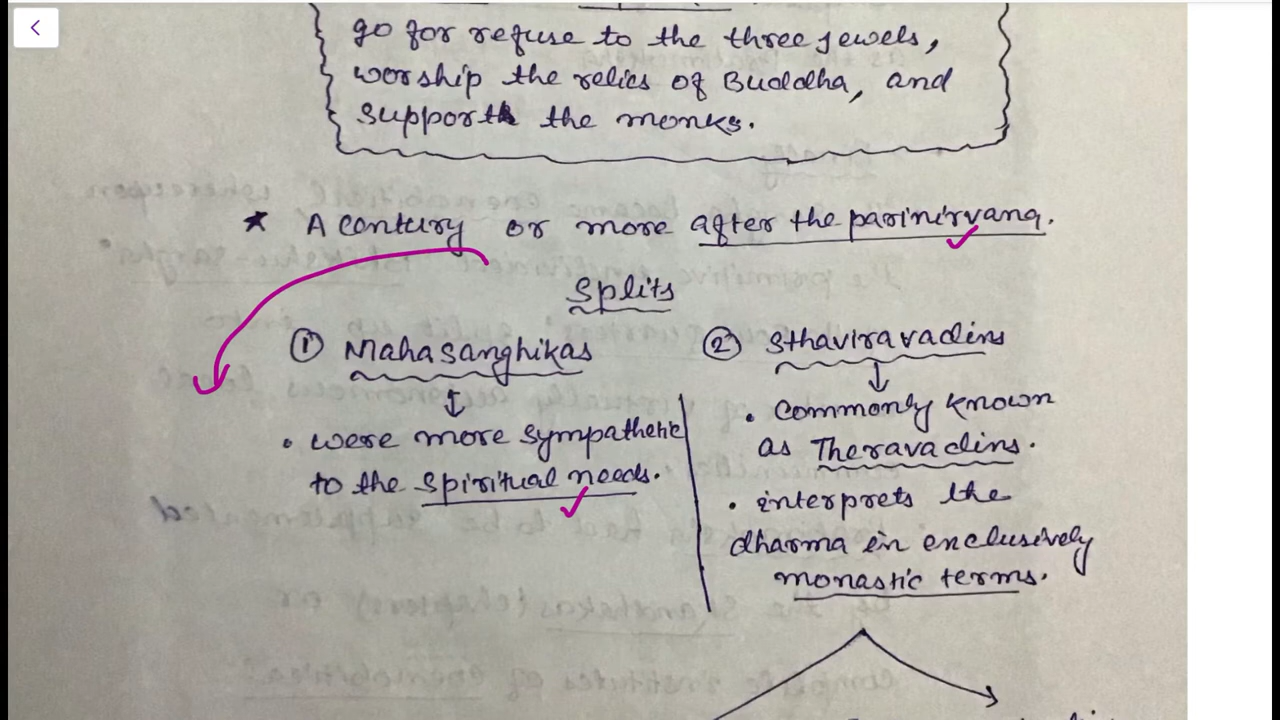 go for refuse to the three jewels,
worship the relics of Buddha, and
support the monks.
★ A century or more after the parinirvana.
Splits
① Mahasanghikas
• were more sympathetic
to the spiritual needs.
② Sthaviravadins
• commonly known
as Theravadins.
• interprets the
dharma in exclusively
monastic terms.